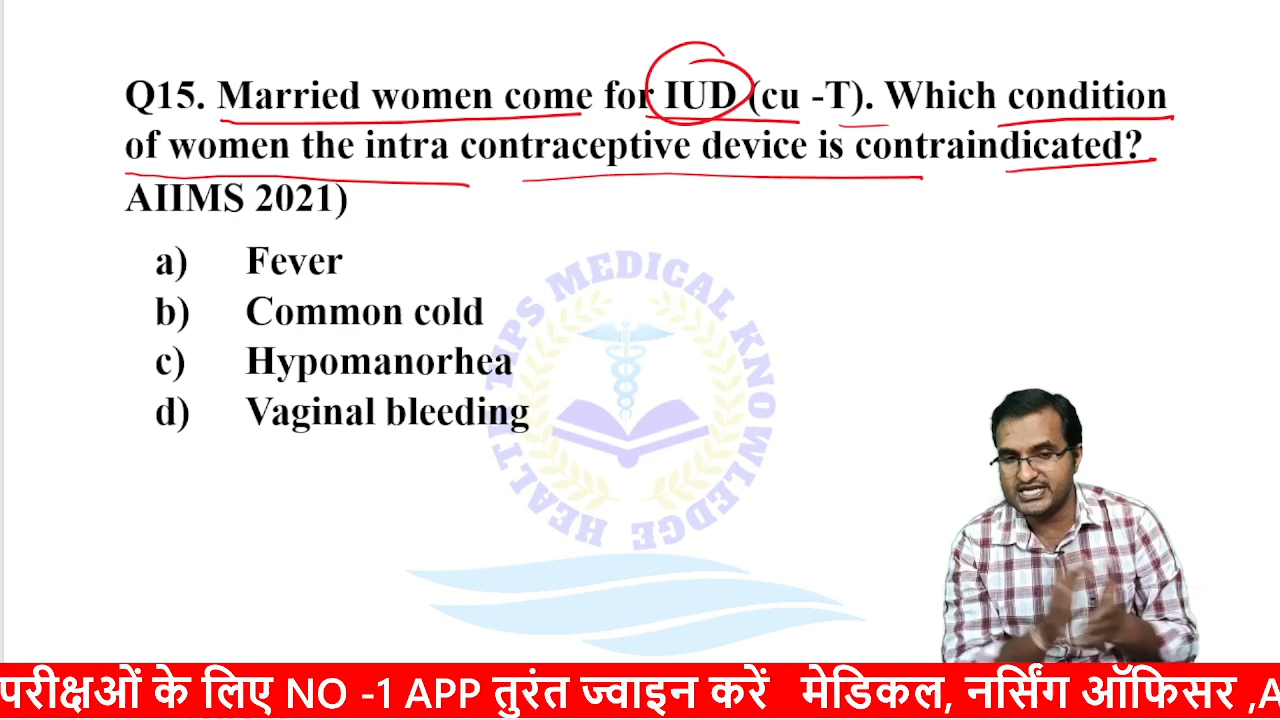 Q15. Married women come for IUD (cu -T). Which condition
of women the intra contraceptive device is contraindicated?
AIIMS 2021)
a) Fever
b) Common cold
c) Hypomanorhea
d) Vaginal bleeding
HEALTH TIPS MEDICAL KNOWLEDGE
परीक्षओं के लिए NO -1 APP तुरंत ज्वाइन करें मेडिकल, नर्सिंग ऑफिसर ,A